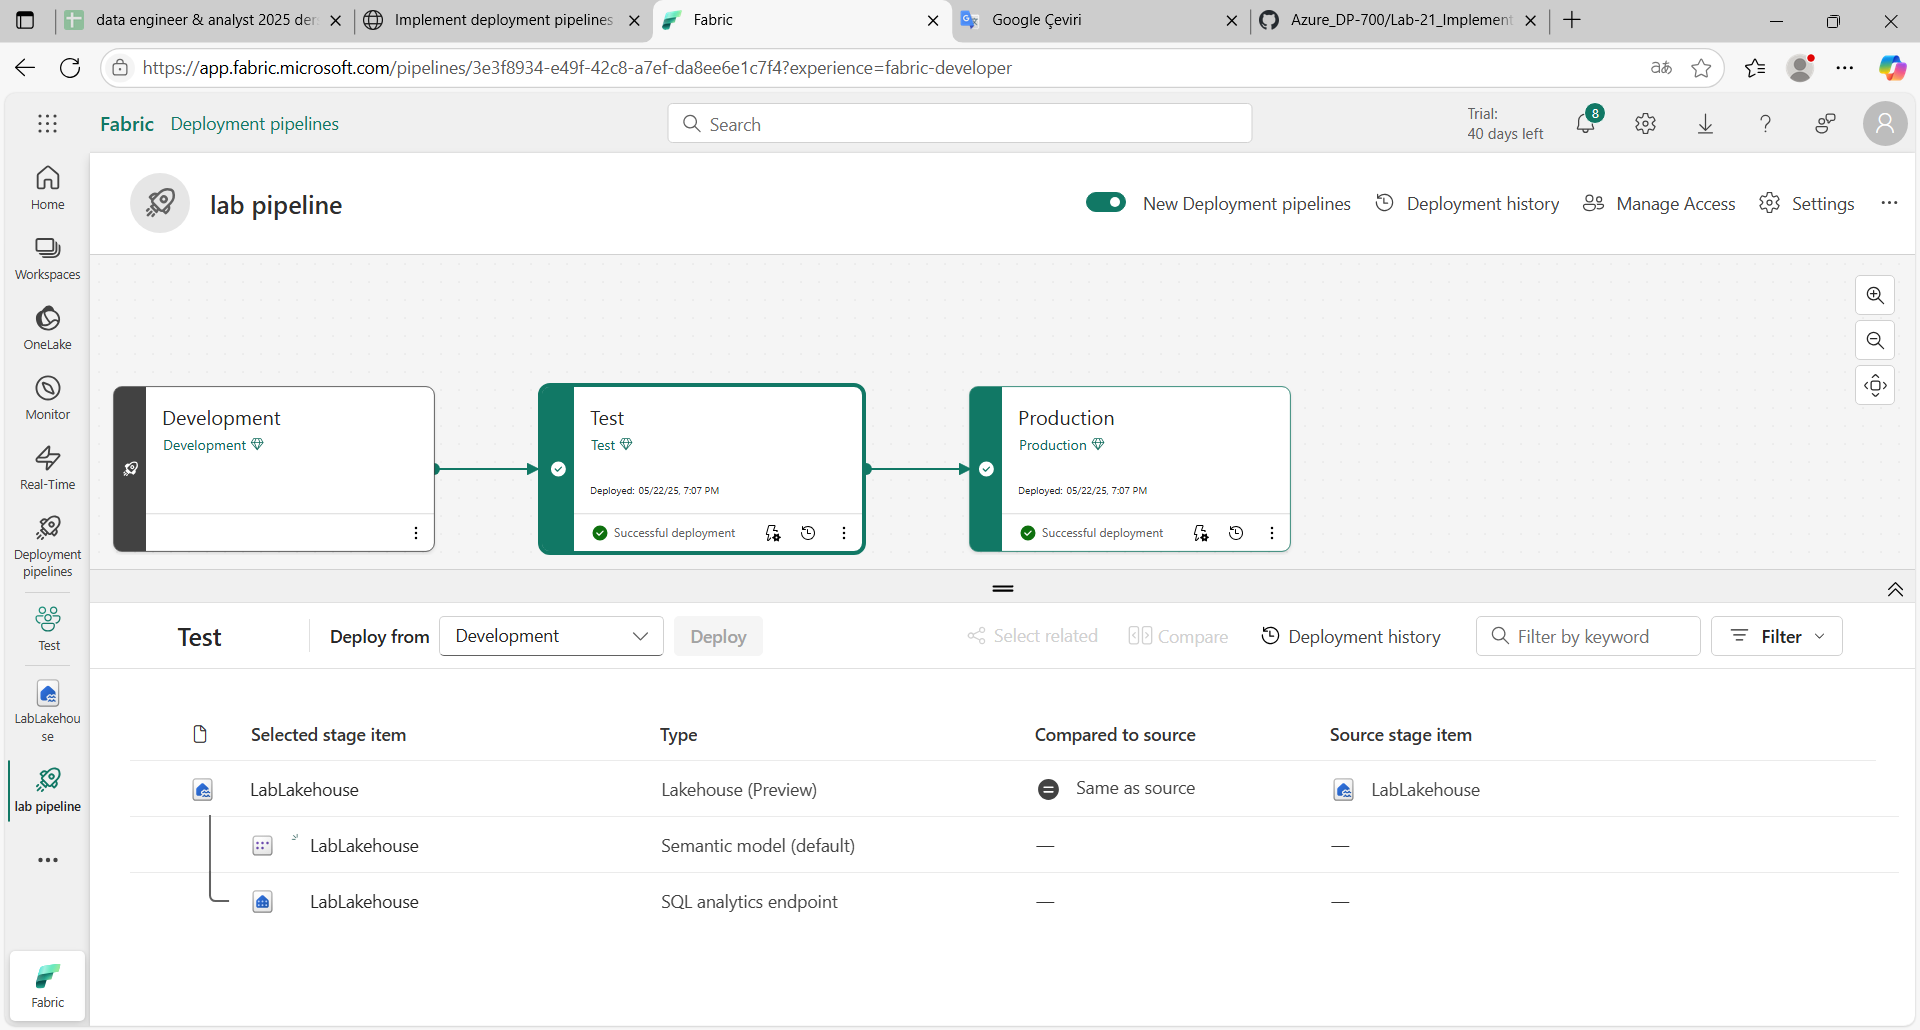 data engineer & analyst 2025 der
Implement deployment pipelines
Fabric
Google Çeviri
Azure_DP-700/Lab-21_Implement
https://app.fabric.microsoft.com/pipelines/3e3f8934-e49f-42c8-a7ef-da8ee6e1c7f4?experience=fabric-developer
Fabric
Deployment pipelines
Search
Trial:
40 days left
8
Home
Workspaces
OneLake
Monitor
Real-Time
Deployment
pipelines
Test
LabLakehou
se
lab pipeline
Fabric
lab pipeline
New Deployment pipelines
Deployment history
Manage Access
Settings
Development
Development
Test
Test
Deployed: 05/22/25, 7:07 PM
Successful deployment
Production
Production
Deployed: 05/22/25, 7:07 PM
Successful deployment
Test
Deploy from
Development
Deploy
Select related
Compare
Deployment history
Filter by keyword
Filter
Selected stage item Type Compared to source Source stage item
LabLakehouse Lakehouse (Preview) Same as source LabLakehouse
LabLakehouse Semantic model (default) — —
LabLakehouse SQL analytics endpoint — —